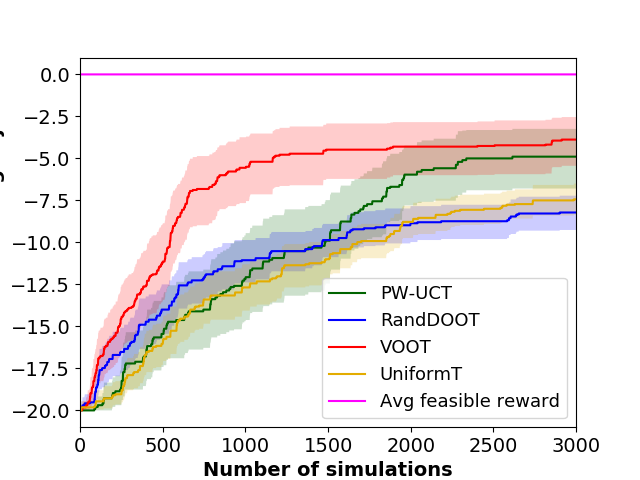 0.0
−2.5
−5.0
−7.5
−10.0
−12.5
−15.0
−17.5
−20.0
PW-UCT
RandDOOT
VOOT
UniformT
Avg feasible reward
0 500 1000 1500 2000 2500 3000
Number of simulations